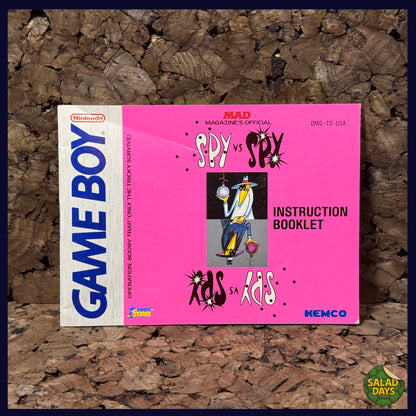 Nintendo
GAME BOY
OPERATION: BOOBY TRAP/"ONLY THE TRICKY SURVIVE!
MAD
MAGAZINE'S OFFICIAL
DMG-TO-USA
SPY VS SPY
INSTRUCTION
BOOKLET
SPY VS SPY
STAR
KEMCO
SALAD
DAYS